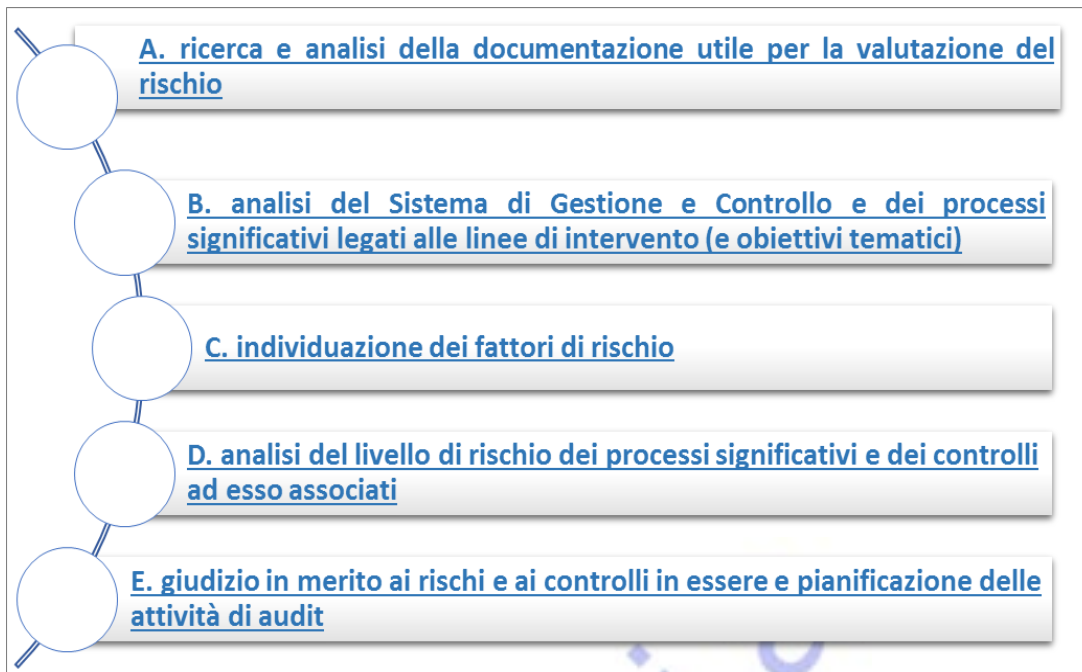 A. ricerca e analisi della documentazione utile per la valutazione del
rischio
B. analisi del Sistema di Gestione e Controllo e dei processi
significativi legati alle linee di intervento (e obiettivi tematici)
C. individuazione dei fattori di rischio
D. analisi del livello di rischio dei processi significativi e dei controlli
ad esso associati
E. giudizio in merito ai rischi e ai controlli in essere e pianificazione delle
attività di audit